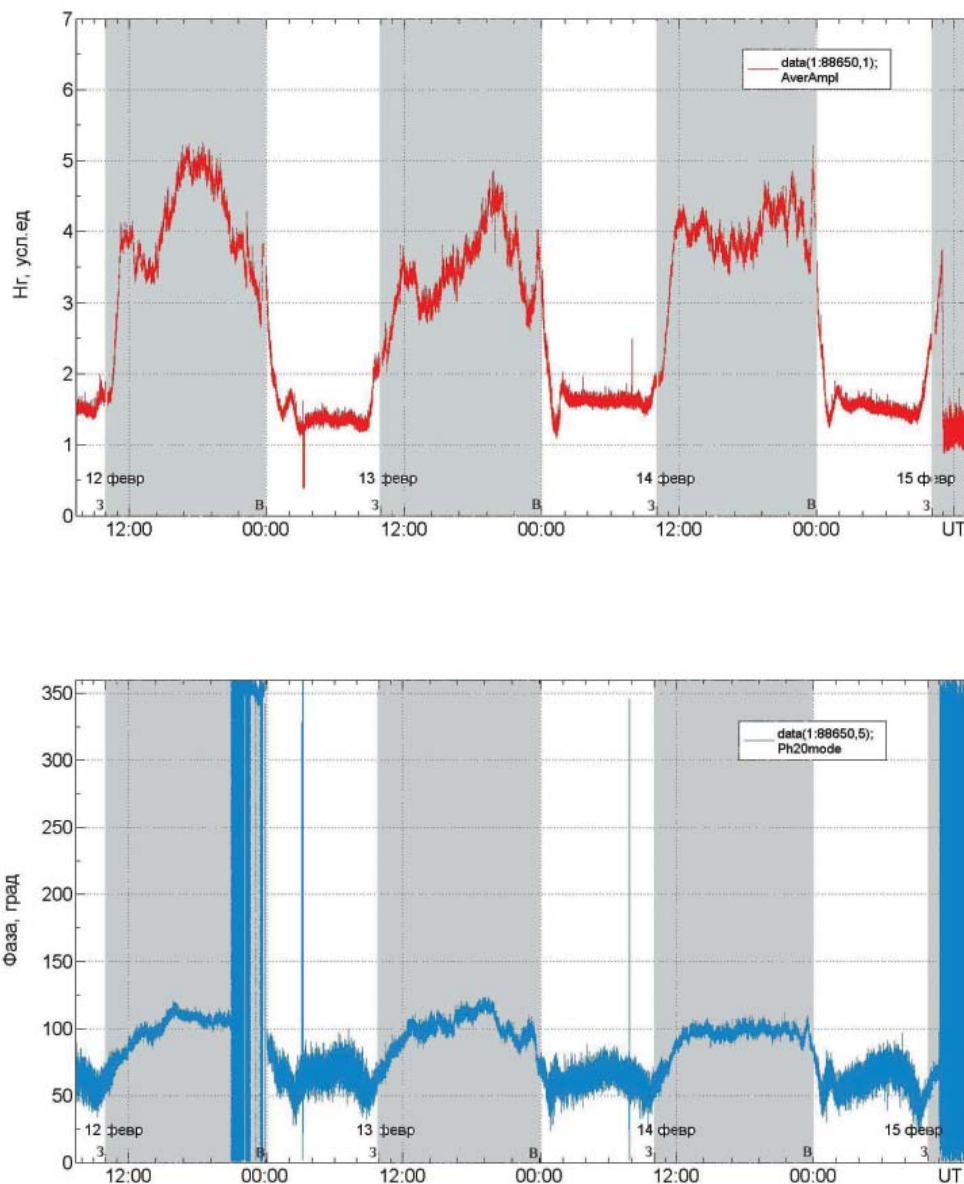 7
data(1:88650,1);
AverAmpl
6
5
4
Нг, усл.ед
3
2
1
12 февр 13 февр 14 февр 15 февр
З В З В З В З
0
12:00 00:00 12:00 00:00 12:00 00:00 UT
350
data(1:88650,5);
Ph20mode
300
250
200
Фаза, град
150
100
50
12 февр 13 февр 14 февр 15 февр
З В З В З В З
0
12:00 00:00 12:00 00:00 12:00 00:00 UT